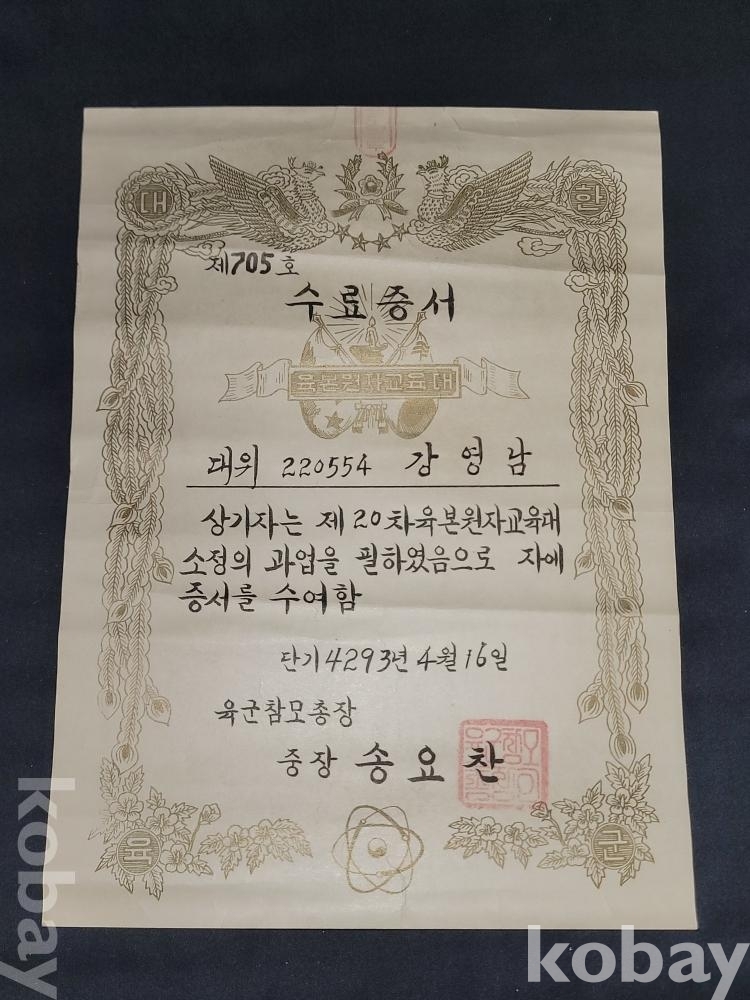 대 한
제705호
수료증서
육본원자교육대
대위 220554 강영남
상기자는 제20차육본원자교육대
소정의 과업을 필하였음으로 자에
증서를 수여함
단기4293년 4월 16일
육군참모총장
중장 송요찬
육 군
kobay
kobay